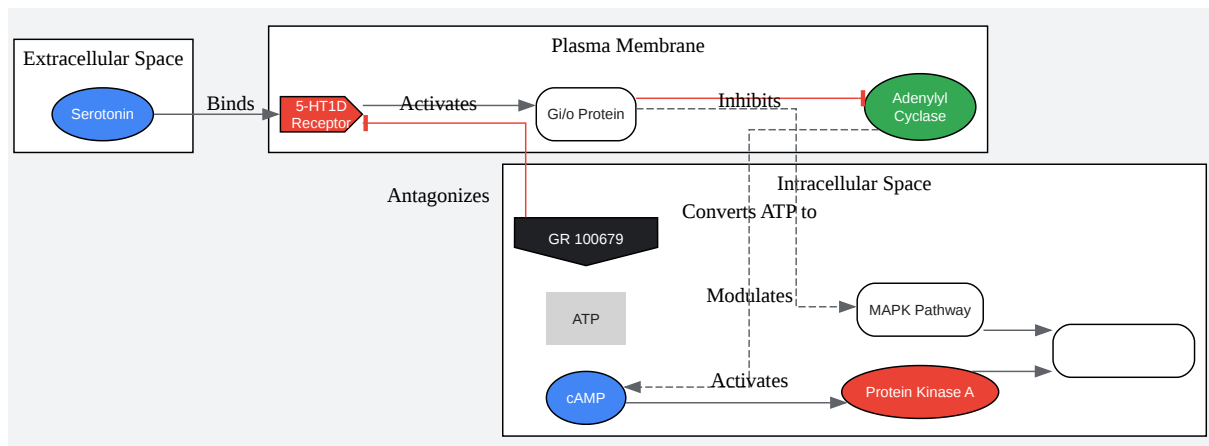 Plasma Membrane
Extracellular Space
Serotonin
Binds
5-HT1D
Receptor
Activates
Gi/o Protein
Inhibits
Adenylyl
Cyclase
Antagonizes
Intracellular Space
Converts ATP to
GR 100679
Modulates
ATP
MAPK Pathway
Activates
cAMP
Protein Kinase A